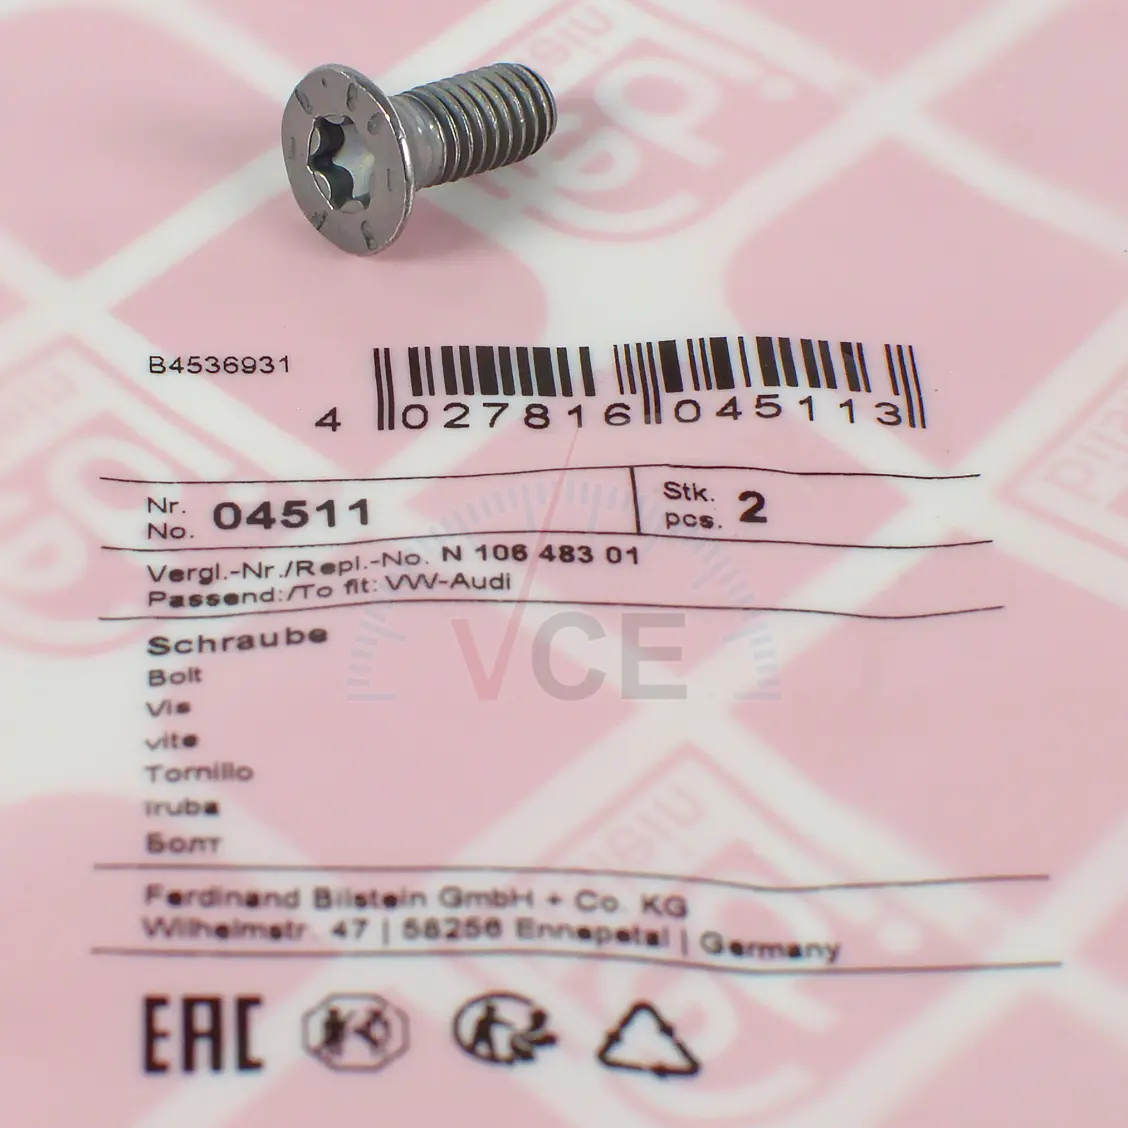 B4536931
4 027816 045113
Nr.
No. 04511
Stk.
pcs. 2
Vergl.-Nr./Repl.-No. N 106 483 01
Passend:/To fit: VW-Audi
VCE
Schraube
Bolt
Vis
vite
Tornillo
Śruba
Болт
Ferdinand Bilstein GmbH + Co. KG
Wilhelmstr. 47 | 58256 Ennepetal | Germany
EAC